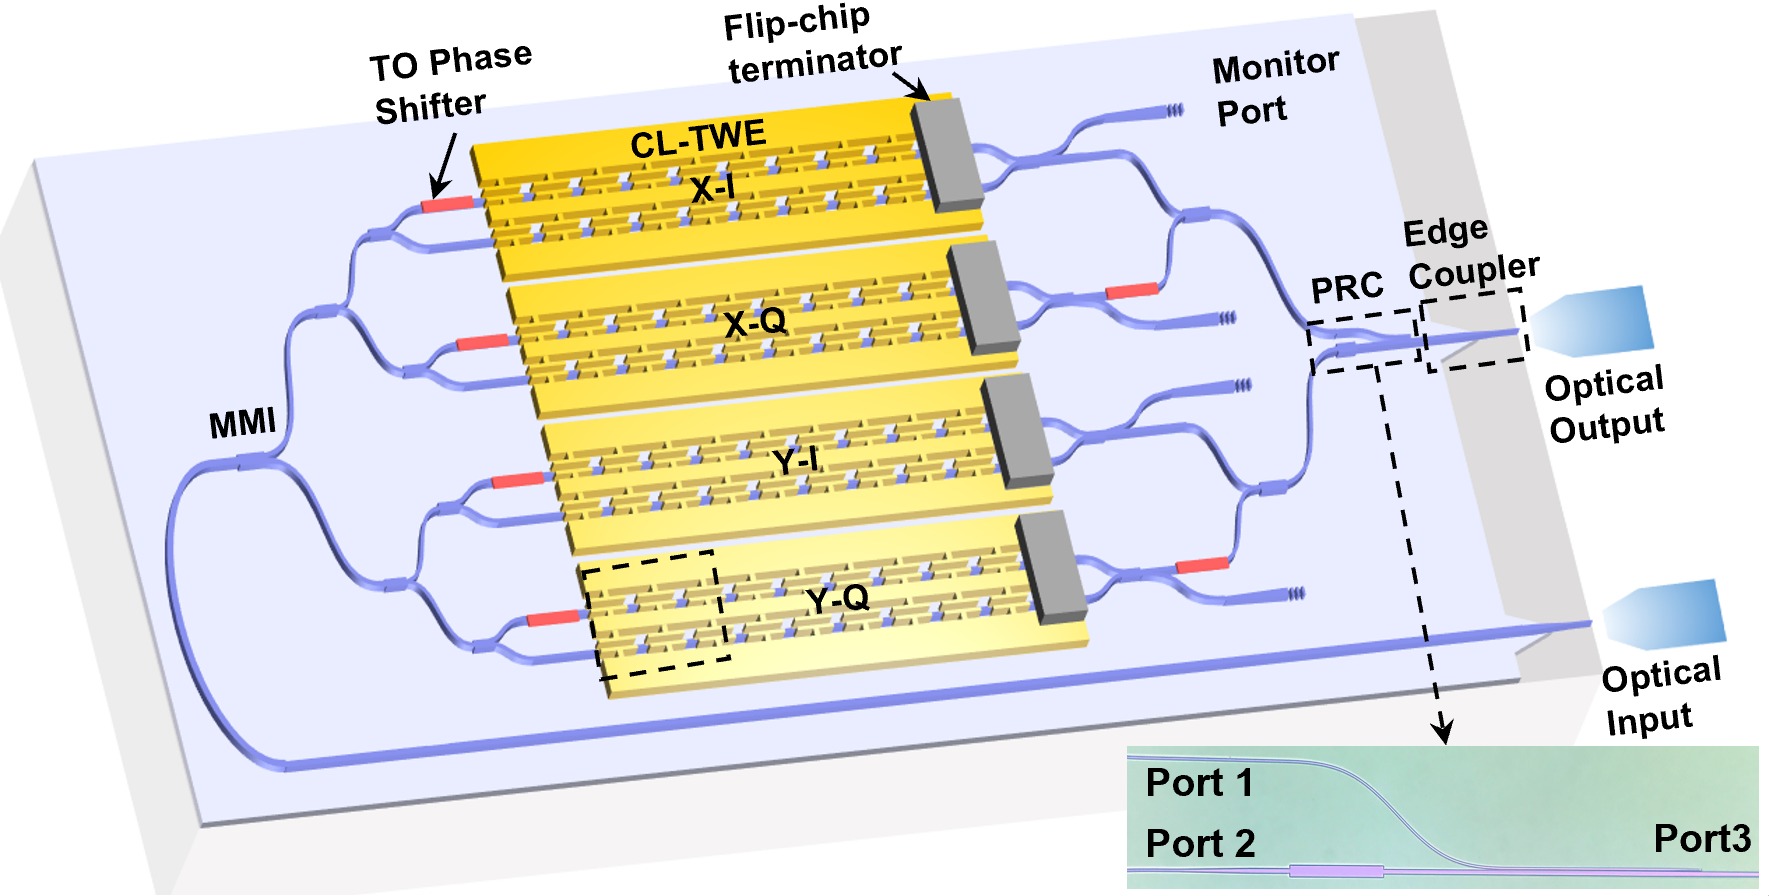 TO Phase
Shifter
Flip-chip
terminator
Monitor
Port
CL-TWE
X-I
X-Q
Y-I
Y-Q
MMI
PRC
Edge
Coupler
Optical
Output
Optical
Input
Port 1
Port 2
Port3